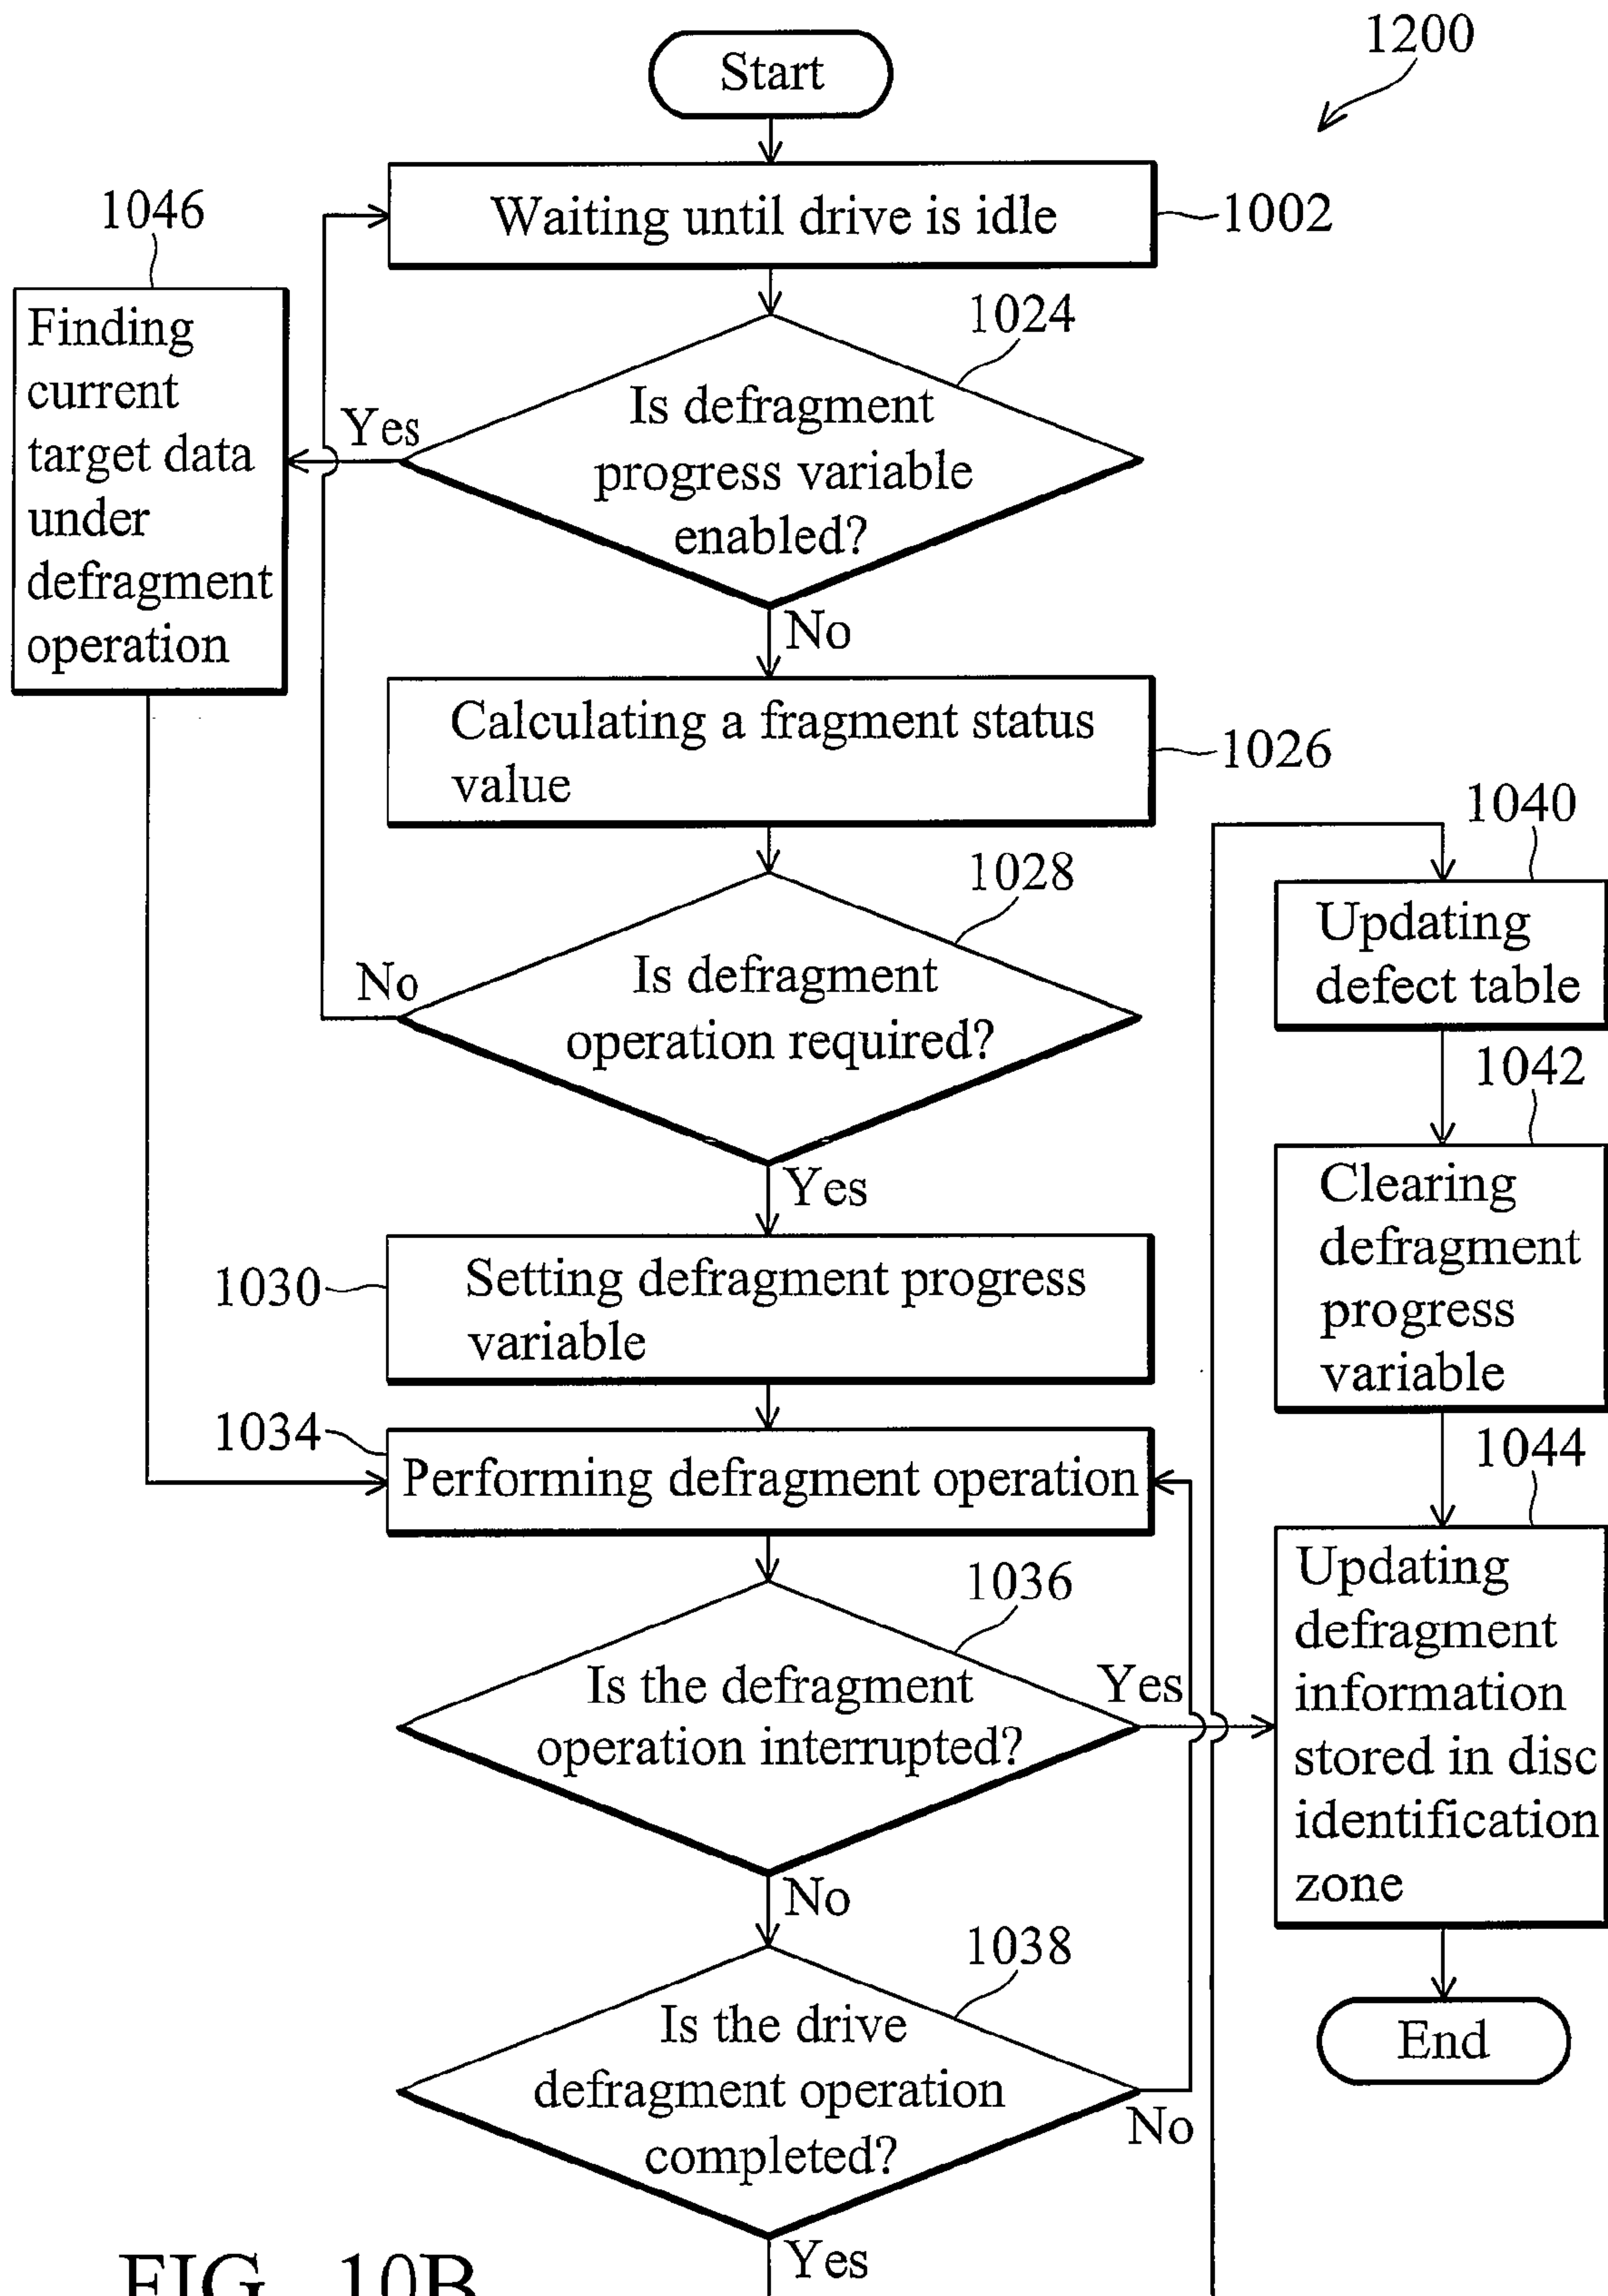 1200
Start
Waiting until drive is idle
1002
1046
Finding
current
target data
under
defragment
operation
1024
Is defragment
progress variable
enabled?
Yes
No
Calculating a fragment status
value
1026
1028
Is defragment
operation required?
No
Yes
1030
Setting defragment progress
variable
1034
Performing defragment operation
1036
Is the defragment
operation interrupted?
Yes
No
1038
Is the drive
defragment operation
completed?
No
Yes
1040
Updating
defect table
1042
Clearing
defragment
progress
variable
1044
Updating
defragment
information
stored in disc
identification
zone
End
FIG. 10B